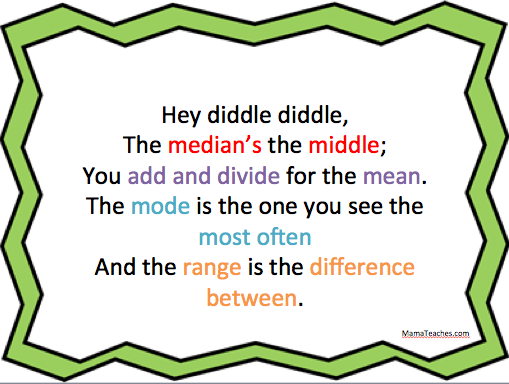 Hey diddle diddle,
The median’s the middle;
You add and divide for the mean.
The mode is the one you see the
most often
And the range is the difference
between.
MamaTeaches.com